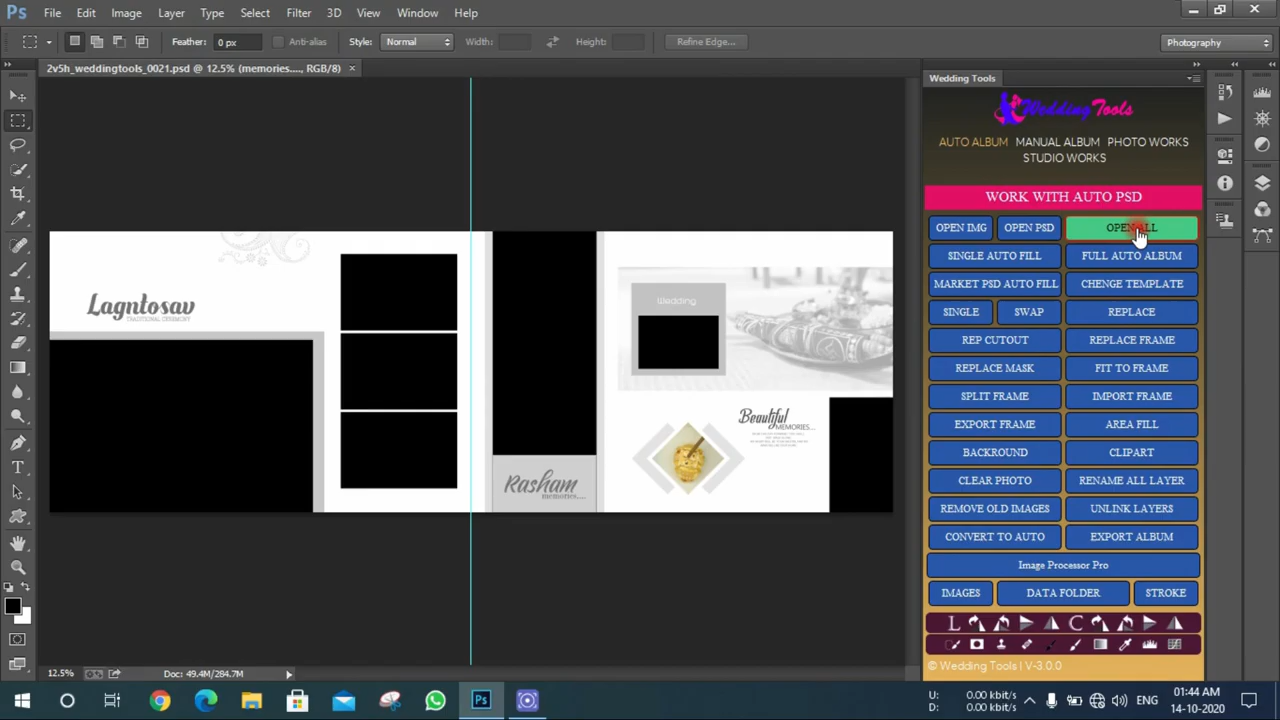 Ps File Edit Image Layer Type Select Filter 3D View Window Help
Feather: 0 px Anti-alias Style: Normal Width: Height: Refine Edge... Photography
2v5h_weddingtools_0021.psd @ 12.5% (memories...., RGB/8) ×
Wedding Tools
WeddingTools
AUTO ALBUM MANUAL ALBUM PHOTO WORKS
STUDIO WORKS
WORK WITH AUTO PSD
OPEN IMG OPEN PSD OPEN ALL
SINGLE AUTO FILL FULL AUTO ALBUM
MARKET PSD AUTO FILL CHENGE TEMPLATE
SINGLE SWAP REPLACE
REP CUTOUT REPLACE FRAME
REPLACE MASK FIT TO FRAME
SPLIT FRAME IMPORT FRAME
EXPORT FRAME AREA FILL
BACKROUND CLIPART
CLEAR PHOTO RENAME ALL LAYER
REMOVE OLD IMAGES UNLINK LAYERS
CONVERT TO AUTO EXPORT ALBUM
Image Processor Pro
IMAGES DATA FOLDER STROKE
L C
© Wedding Tools | V-3.0.0
Lagntosav
TRADITIONAL CEREMONY
Wedding
Beautiful
MEMORIES...
Rasham
memories....
12.5% Doc: 49.4M/284.7M
U: 0.00 kbit/s
D: 0.00 kbit/s
ENG
01:44 AM
14-10-2020